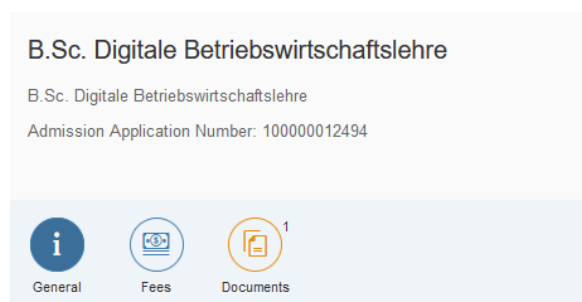 B.Sc. Digitale Betriebswirtschaftslehre
B.Sc. Digitale Betriebswirtschaftslehre
Admission Application Number: 100000012494
1
General Fees Documents